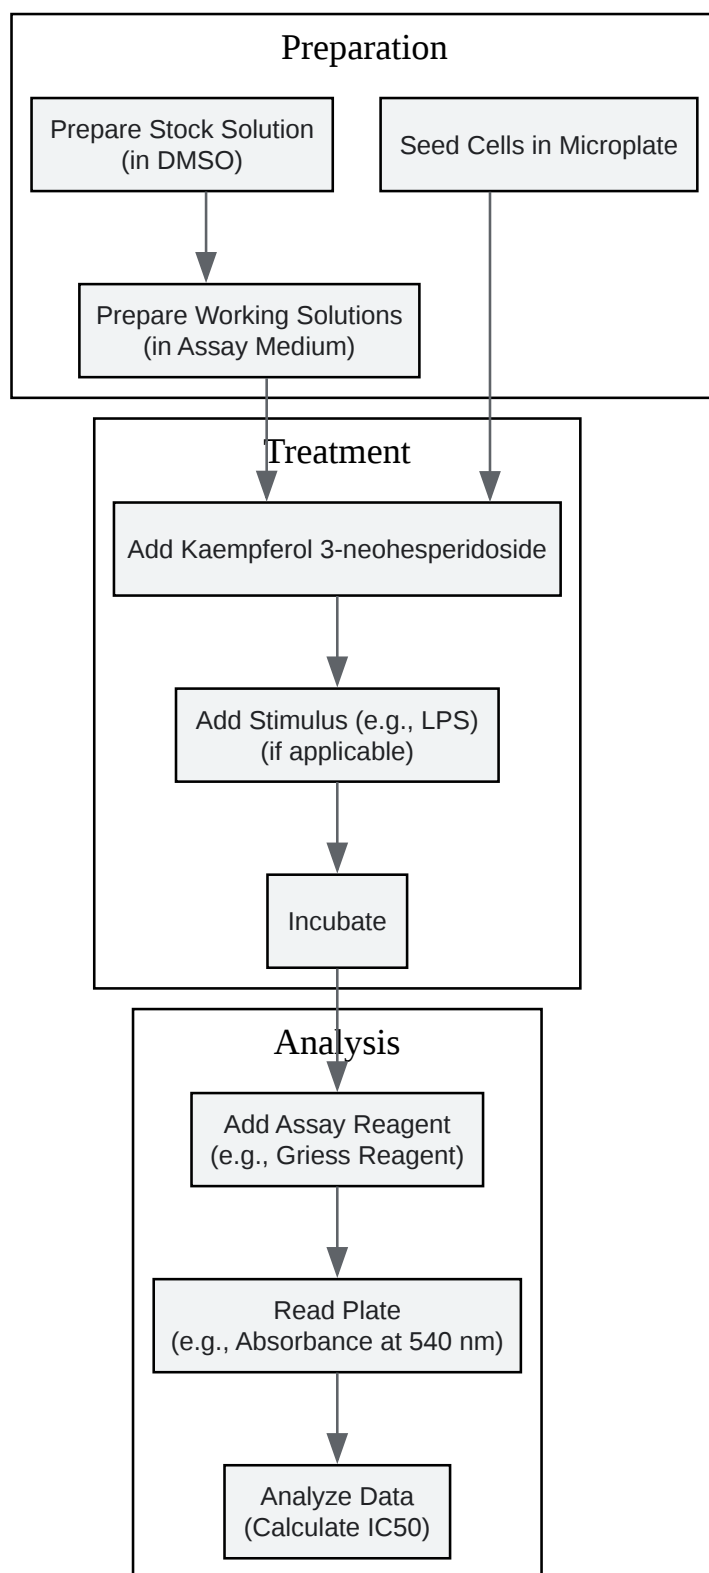 Preparation
Prepare Stock Solution
(in DMSO)
Seed Cells in Microplate
Prepare Working Solutions
(in Assay Medium)
Treatment
Add Kaempferol 3-neohesperidoside
Add Stimulus (e.g., LPS)
(if applicable)
Incubate
Analysis
Add Assay Reagent
(e.g., Griess Reagent)
Read Plate
(e.g., Absorbance at 540 nm)
Analyze Data
(Calculate IC50)